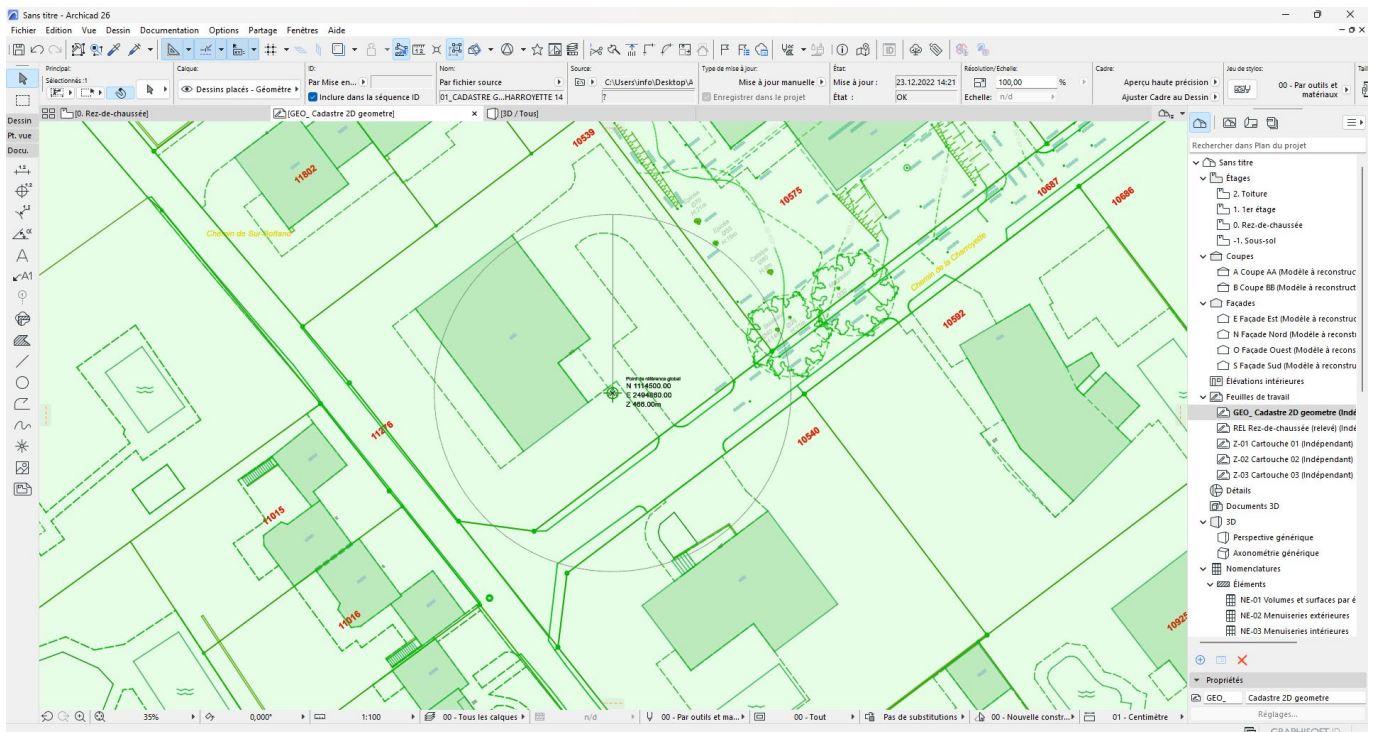 Sans titre - Archicad 26
Fichier Edition Vue Dessin Documentation Options Partage Fenêtres Aide
Principal:
Sélectionnés :1
Calque:
Dessins placés - Géomètre
ID:
Par Mise en...
Inclure dans la séquence ID
Nom:
Par fichier source
01_CADASTRE G...HARROYETTE 14
Source:
C:\Users\info\Desktop\A
?
Type de mise à jour:
Mise à jour manuelle
Enregistrer dans le projet
État:
Mise à jour : 23.12.2022 14:21
État : OK
Résolution/Echelle:
100,00 %
Echelle: n/d
Cadre:
Aperçu haute précision
Ajuster Cadre au Dessin
Jeu de stylos:
00 - Par outils et matériaux
Tail
[0. Rez-de-chaussée]
[GEO_ Cadastre 2D geometre]
[3D / Tous]
Dessin
Pt. vue
Docu.
10539
11802
10575
10687
10686
Chemin de Sur-Rolland
Chemin de la Charroyette
10592
Point de référence global
N 1114500.00
E 2494880.00
Z 466.00m
11276
10540
11015
11016
10925
Rechercher dans Plan du projet
Sans titre
Étages
2. Toiture
1. 1er étage
0. Rez-de-chaussée
-1. Sous-sol
Coupes
A Coupe AA (Modèle à reconstruc
B Coupe BB (Modèle à reconstruct
Facades
E Façade Est (Modèle à reconstruc
N Façade Nord (Modèle à reconstr
O Façade Ouest (Modèle à recons
S Façade Sud (Modèle à reconstru
Élévations intérieures
Feuilles de travail
GEO_ Cadastre 2D geometre (Indé
REL Rez-de-chaussée (relevé) (Indé
Z-01 Cartouche 01 (Indépendant)
Z-02 Cartouche 02 (Indépendant)
Z-03 Cartouche 03 (Indépendant)
Détails
Documents 3D
3D
Perspective générique
Axonométrie générique
Nomenclatures
Éléments
NE-01 Volumes et surfaces par é
NE-02 Menuiseries extérieures
NE-03 Menuiseries intérieures
Propriétés
GEO_ Cadastre 2D geometre
Réglages...
35% 0,000° 1:100 00 - Tous les calques n/d 00 - Par outils et ma... 00 - Tout Pas de substitutions 00 - Nouvelle constr... 01 - Centimètre
GRAPHISOFT ID